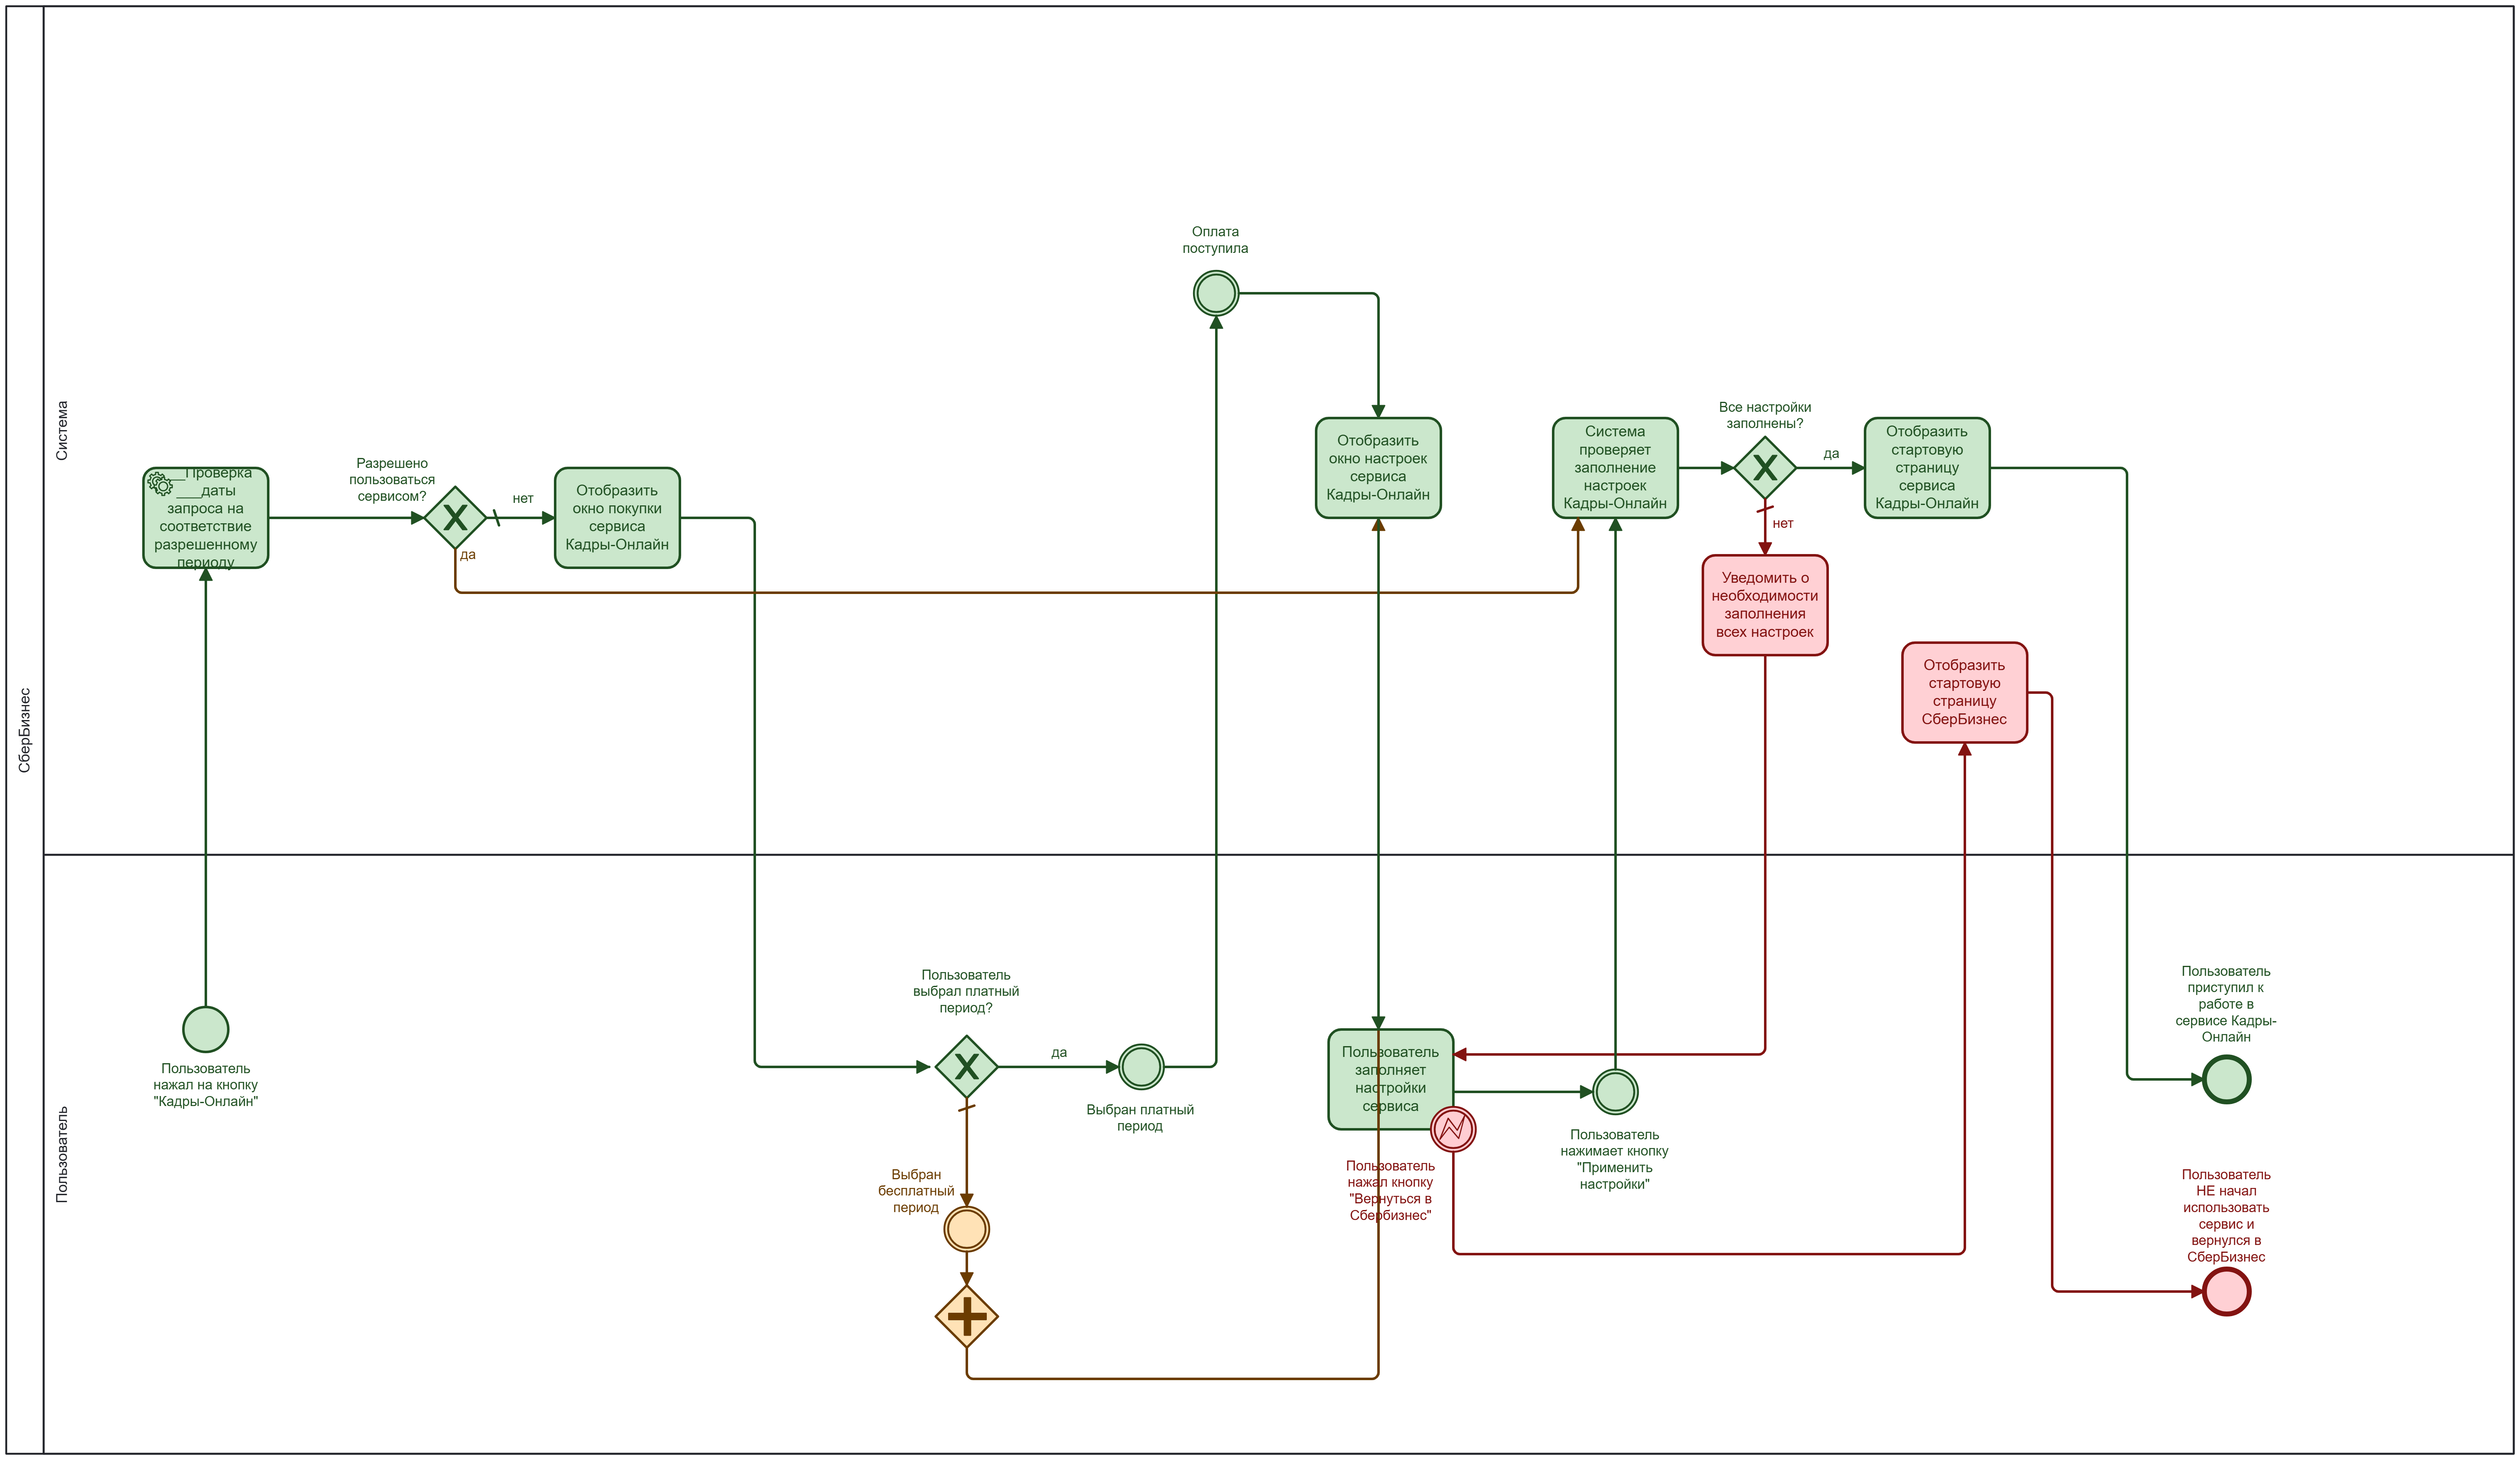 СберБизнес
Система
Пользователь
Оплата
поступила
__Проверка
___даты
запроса на
соответствие
разрешенному
периоду
Разрешено
пользоваться
сервисом?
нет
да
Отобразить
окно покупки
сервиса
Кадры-Онлайн
Отобразить
окно настроек
сервиса
Кадры-Онлайн
Система
проверяет
заполнение
настроек
Кадры-Онлайн
Все настройки
заполнены?
да
нет
Отобразить
стартовую
страницу
сервиса
Кадры-Онлайн
Уведомить о
необходимости
заполнения
всех настроек
Отобразить
стартовую
страницу
СберБизнес
Пользователь
нажал на кнопку
"Кадры-Онлайн"
Пользователь
выбрал платный
период?
да
Выбран платный
период
Выбран
бесплатный
период
Пользователь
заполняет
настройки
сервиса
Пользователь
нажал кнопку
"Вернуться в
Сбербизнес"
Пользователь
нажимает кнопку
"Применить
настройки"
Пользователь
приступил к
работе в
сервисе Кадры-
Онлайн
Пользователь
НЕ начал
использовать
сервис и
вернулся в
СберБизнес